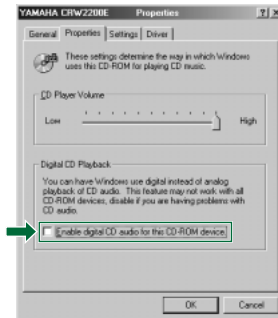 YAMAHA CRW2200E Properties
General Properties Settings Driver
These settings determine the way in which Windows
uses this CD-ROM for playing CD music.
CD Player Volume
Low High
Digital CD Playback
You can have Windows use digital instead of analog
playback of CD audio. This feature may not work with all
CD-ROM devices, disable if you are having problems with
CD audio.
Enable digital CD audio for this CD-ROM device.
OK Cancel